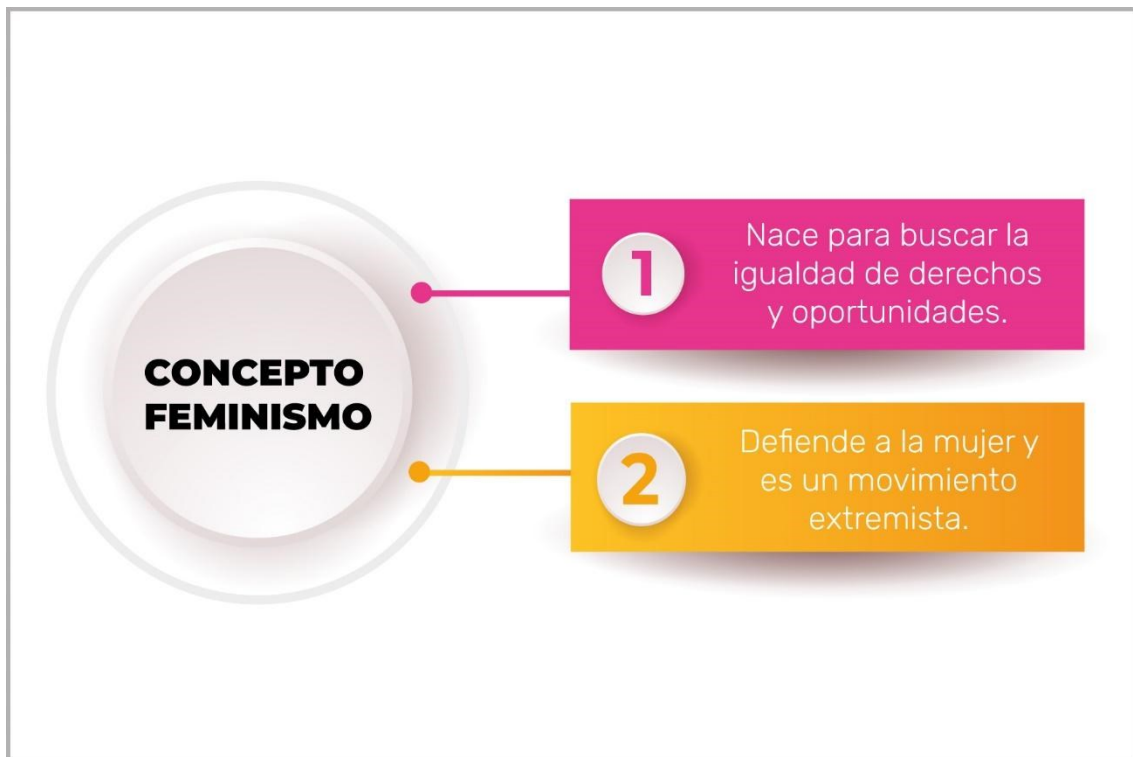 CONCEPTO
FEMINISMO
1
Nace para buscar la
igualdad de derechos
y oportunidades.
2
Defiende a la mujer y
es un movimiento
extremista.